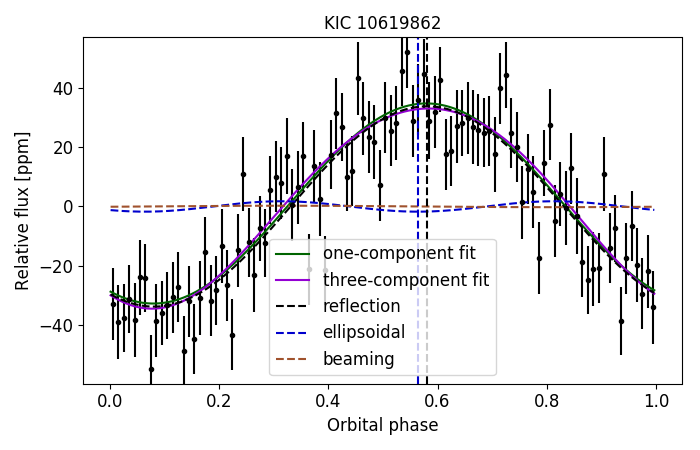 KIC 10619862
Relative flux [ppm]
40
20
0
−20
−40
one-component fit
three-component fit
reflection
ellipsoidal
beaming
0.0 0.2 0.4 0.6 0.8 1.0
Orbital phase